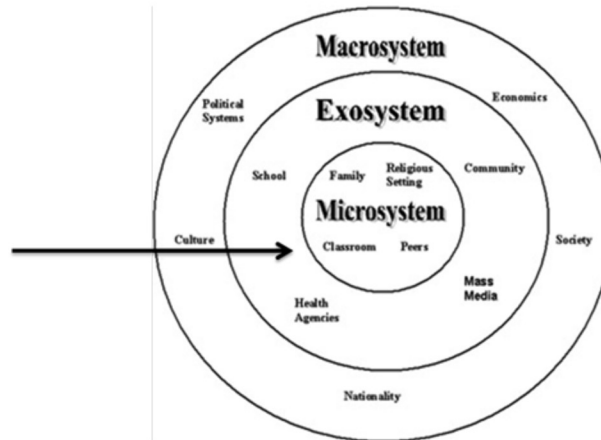 Macrosystem
Political
Systems
Economics
Exosystem
School
Family
Religious
Setting
Community
Microsystem
Culture
Classroom
Peers
Society
Health
Agencies
Mass
Media
Nationality